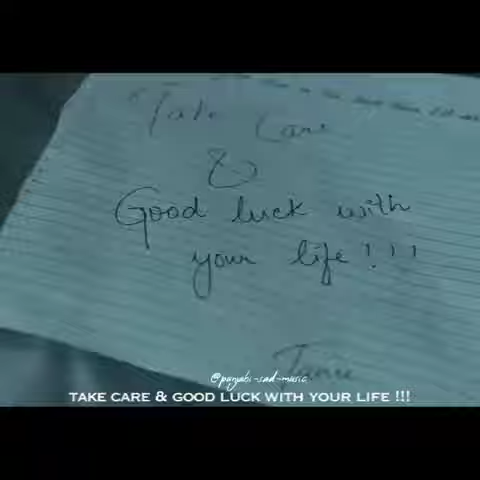 Take Care
&
Good luck with
your life !!!
@punjabi-sad-music
TAKE CARE & GOOD LUCK WITH YOUR LIFE !!!